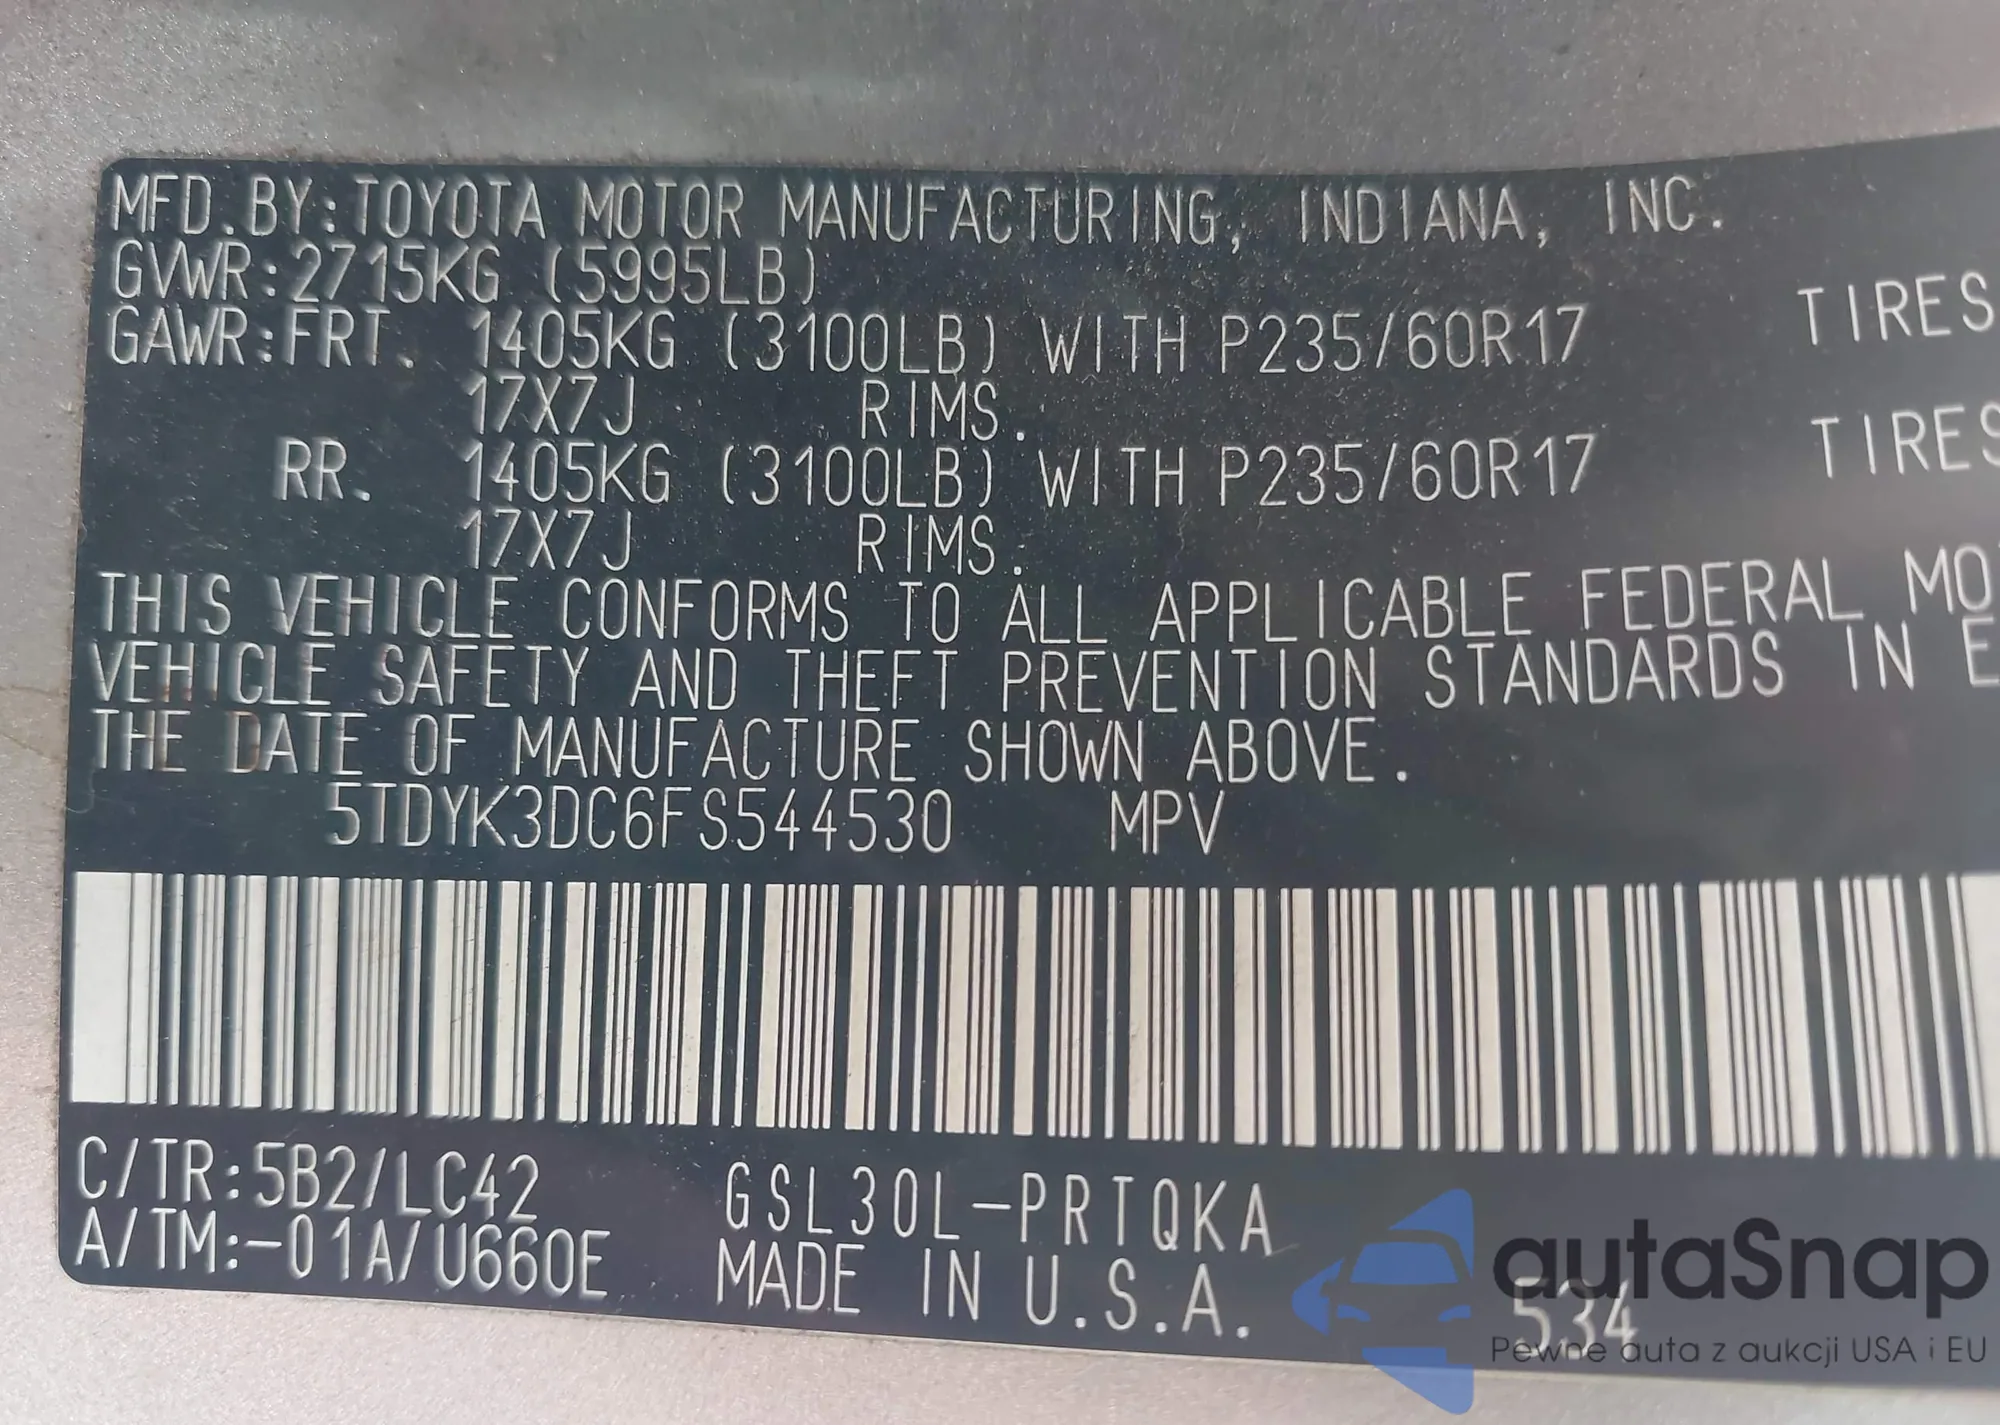 MFD.BY:TOYOTA MOTOR MANUFACTURING, INDIANA, INC.
GVWR:2715KG (5995LB)
GAWR:FRT. 1405KG (3100LB) WITH P235/60R17 TIRES
17X7J RIMS.
RR. 1405KG (3100LB) WITH P235/60R17 TIRES
17X7J RIMS.
THIS VEHICLE CONFORMS TO ALL APPLICABLE FEDERAL MO
VEHICLE SAFETY AND THEFT PREVENTION STANDARDS IN E
THE DATE OF MANUFACTURE SHOWN ABOVE.
5TDYK3DC6FS544530 MPV
C/TR:5B2/LC42 GSL30L-PRTQKA
A/TM:-01A/U660E MADE IN U.S.A. 534
autaSnap
Pewne auta z aukcji USA i EU